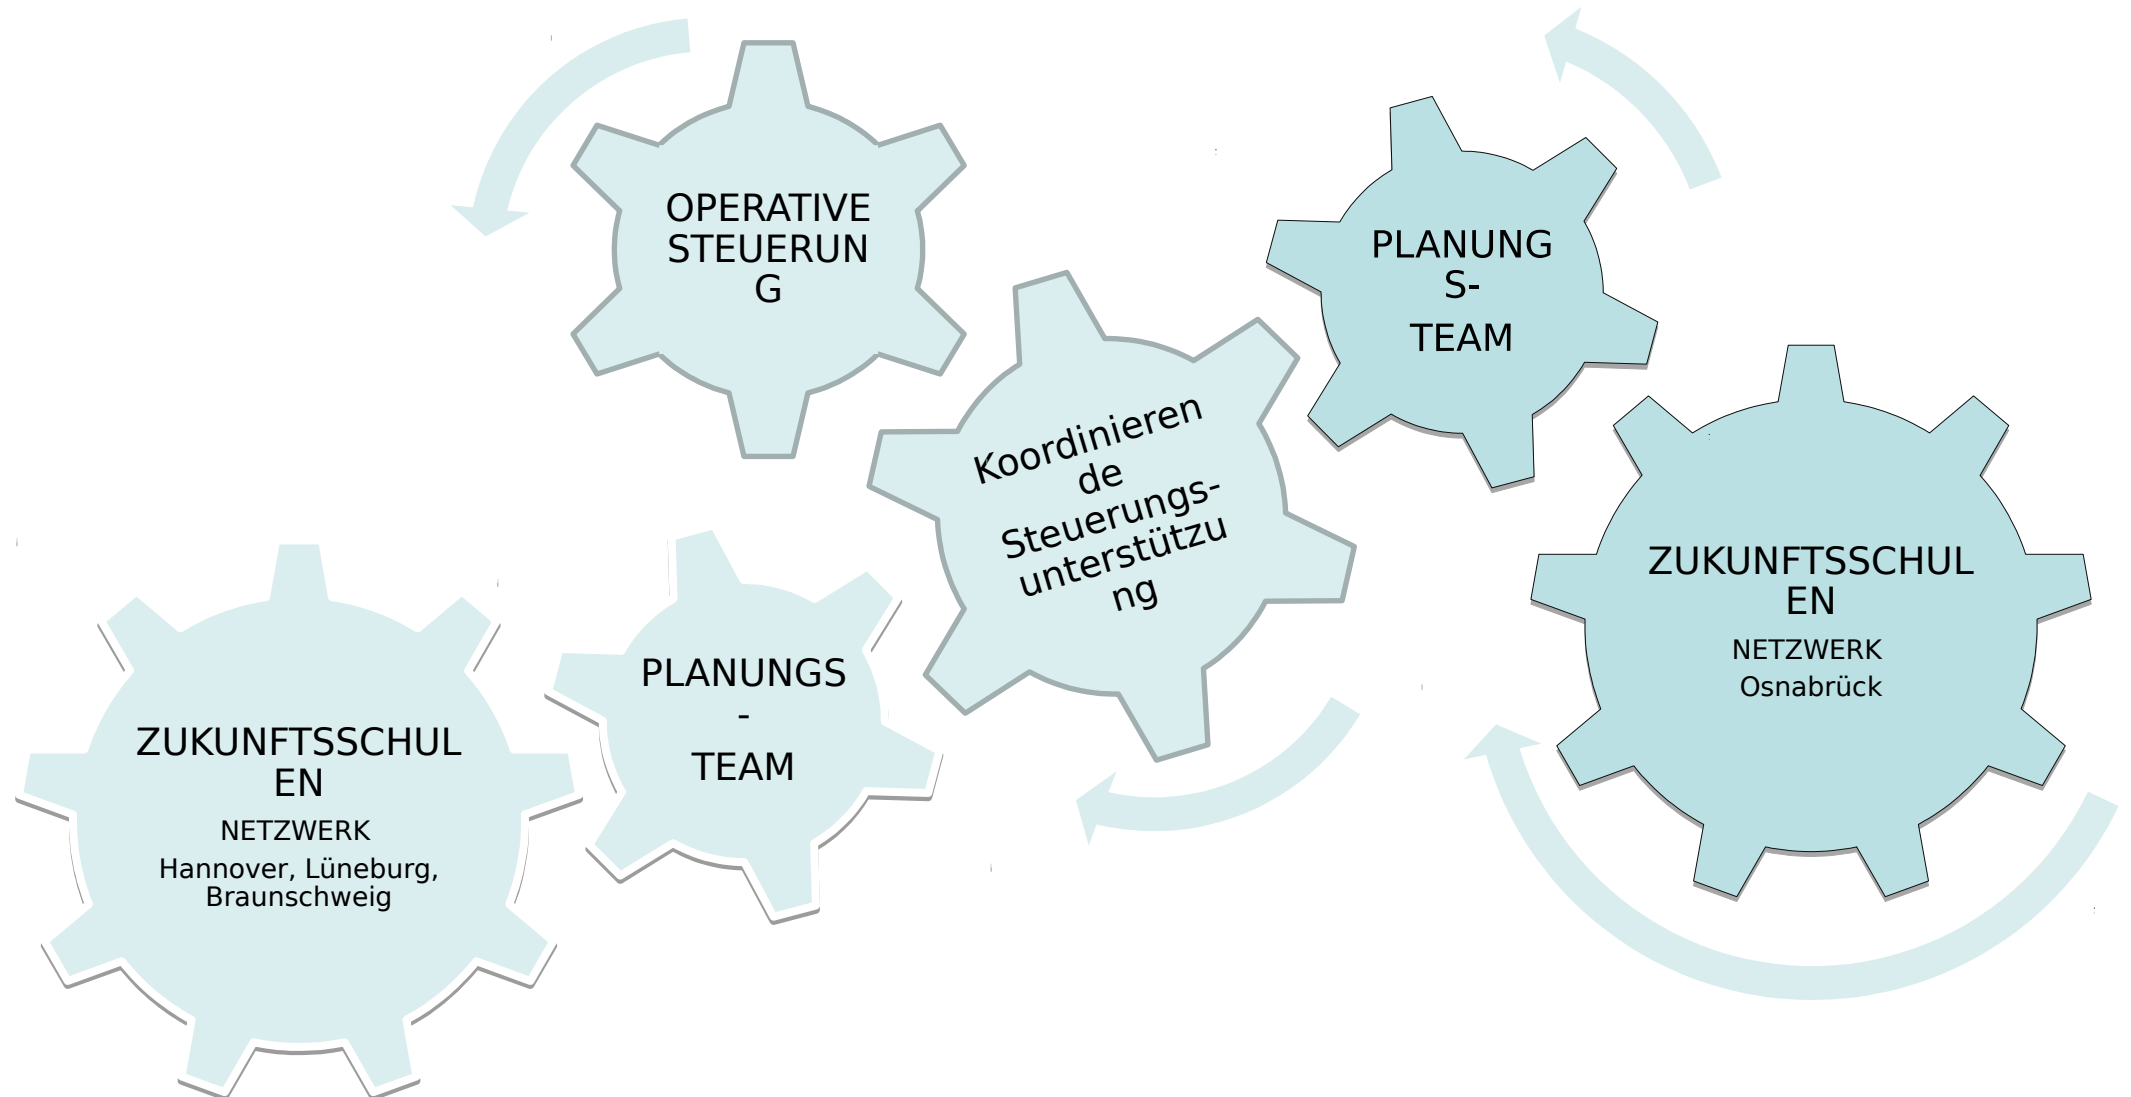 OPERATIVE
STEUERUN
G
PLANUNG
S-
TEAM
Koordinieren
de
Steuerungs-
unterstützu
ng
ZUKUNFTSSCHUL
EN
NETZWERK
Osnabrück
PLANUNGS
-
TEAM
ZUKUNFTSSCHUL
EN
NETZWERK
Hannover, Lüneburg,
Braunschweig